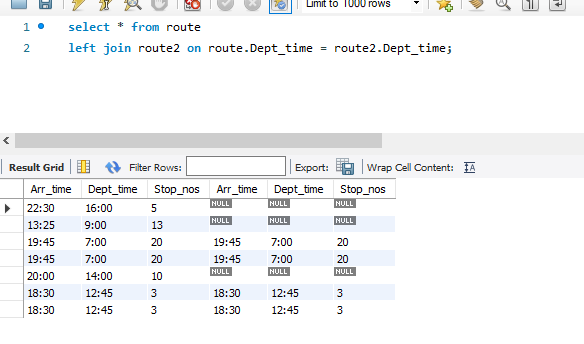 Limit to 1000 rows
1 select * from route
2 left join route2 on route.Dept_time = route2.Dept_time;
Result Grid Filter Rows: Export: Wrap Cell Content: IA
Arr_time Dept_time Stop_nos Arr_time Dept_time Stop_nos
22:30 16:00 5 NULL NULL NULL
13:25 9:00 13 NULL NULL NULL
19:45 7:00 20 19:45 7:00 20
19:45 7:00 20 19:45 7:00 20
20:00 14:00 10 NULL NULL NULL
18:30 12:45 3 18:30 12:45 3
18:30 12:45 3 18:30 12:45 3